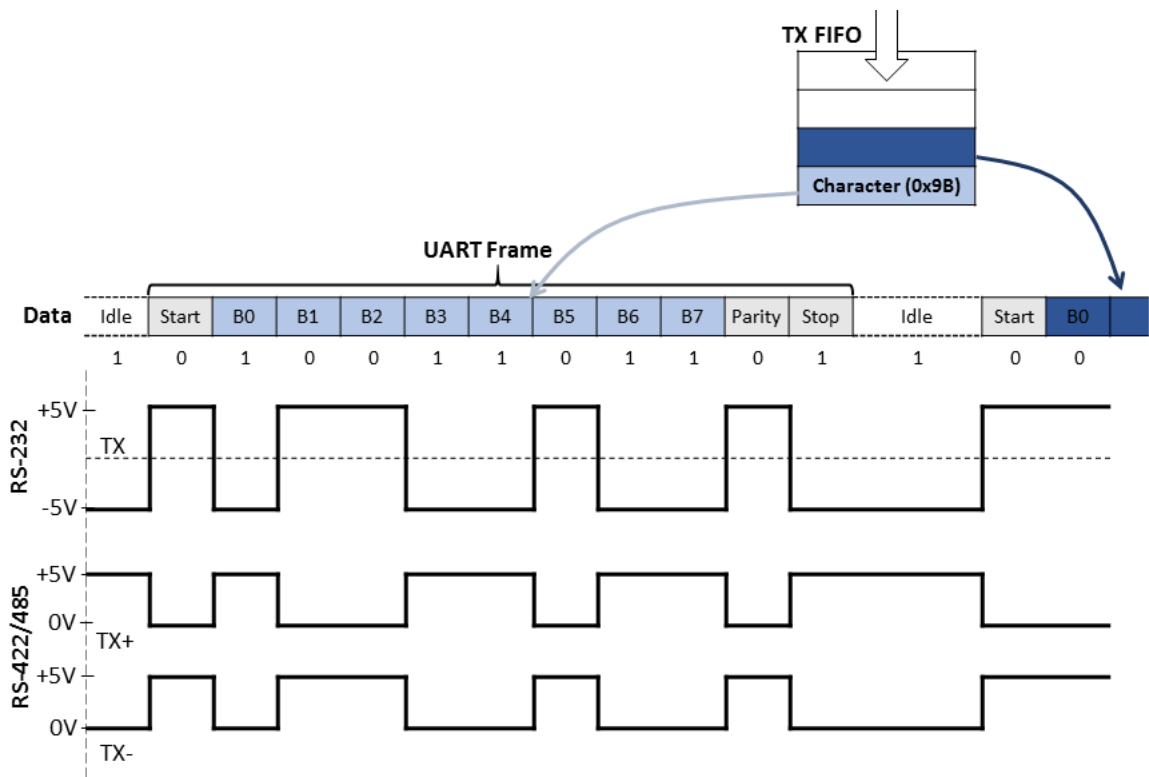 TX FIFO
Character (0x9B)
UART Frame
Data Idle Start B0 B1 B2 B3 B4 B5 B6 B7 Parity Stop Idle Start B0
1 0 1 0 0 1 1 0 1 1 0 1 1 0 0
RS-232
+5V
TX
-5V
RS-422/485
+5V
0V
TX+
+5V
0V
TX-